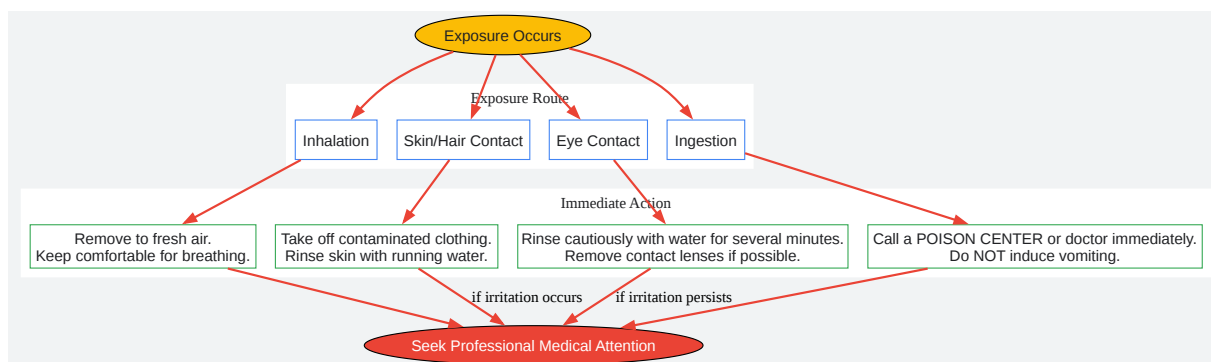 Exposure Occurs
Exposure Route
Inhalation
Skin/Hair Contact
Eye Contact
Ingestion
Immediate Action
Remove to fresh air.
Keep comfortable for breathing.
Take off contaminated clothing.
Rinse skin with running water.
Rinse cautiously with water for several minutes.
Remove contact lenses if possible.
Call a POISON CENTER or doctor immediately.
Do NOT induce vomiting.
if irritation occurs
if irritation persists
Seek Professional Medical Attention